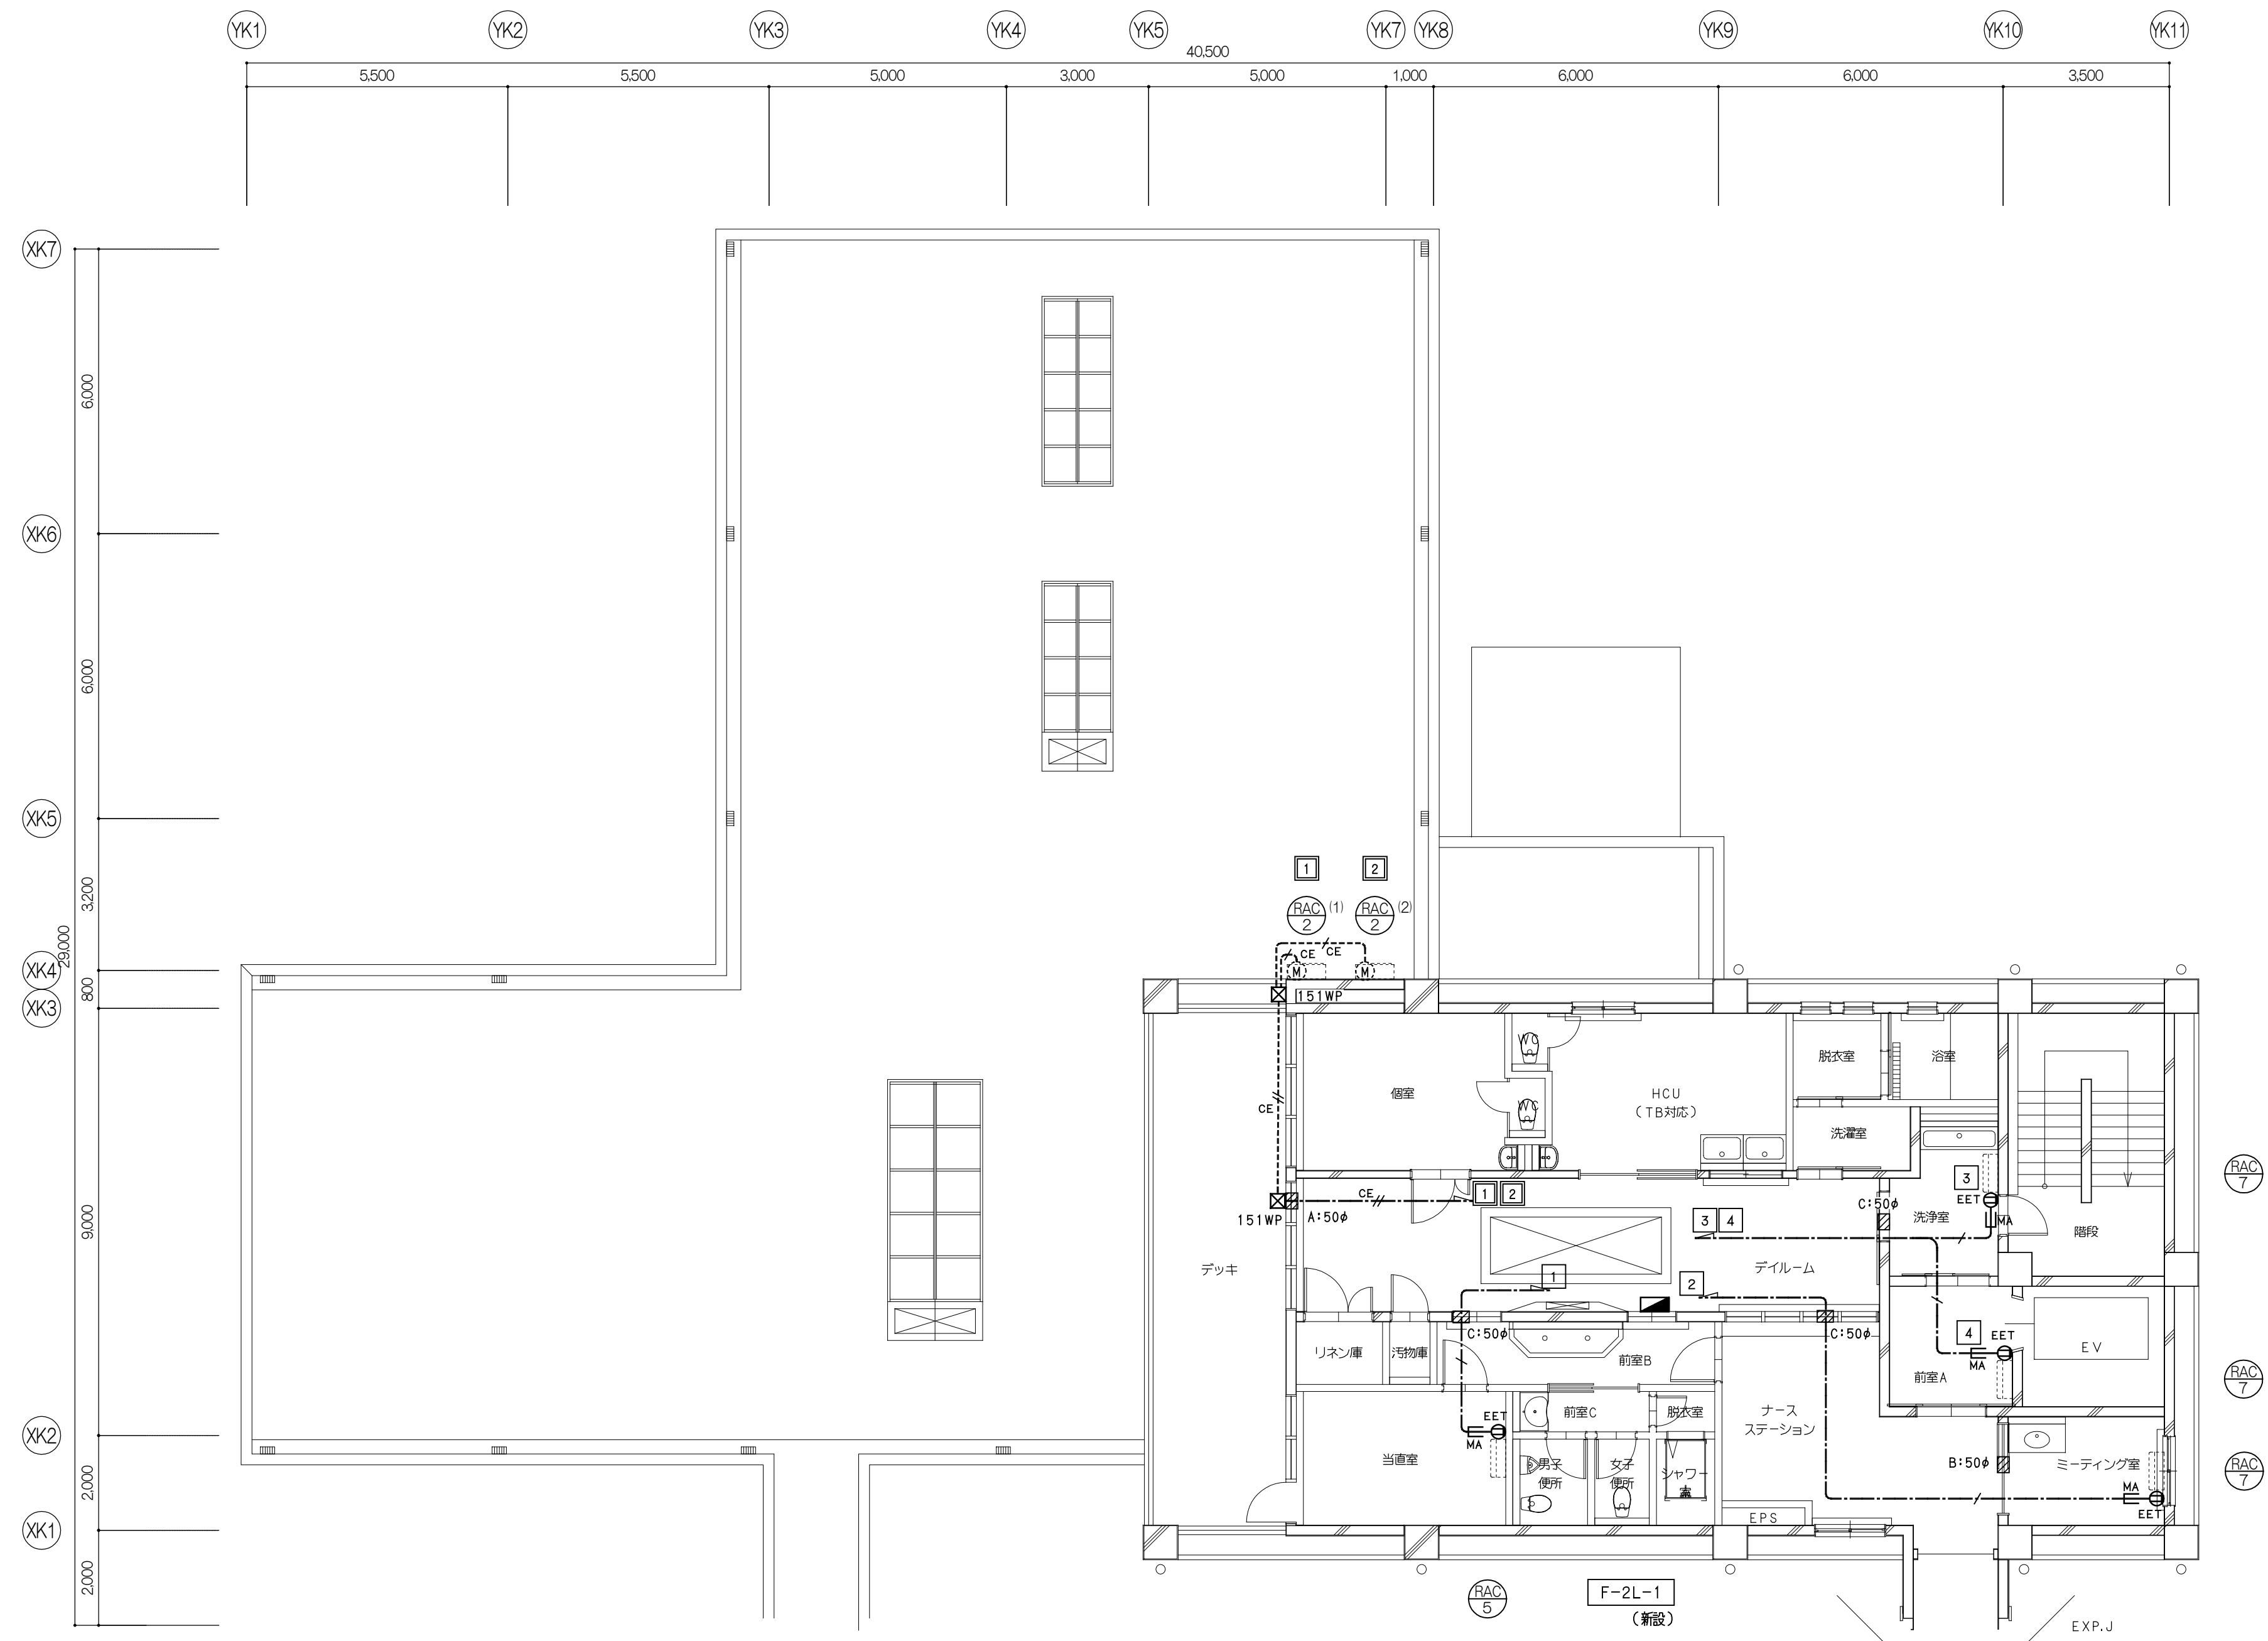 YK1 YK2 YK3 YK4 YK5 YK7 YK8 YK9 YK10 YK11
40,500
5,500 5,500 5,000 3,000 5,000 1,000 6,000 6,000 3,500
XK7
6,000
XK6
6,000
XK5
3,200
29,000
XK4
800
XK3
9,000
XK2
2,000
XK1
2,000
1 2
RAC 2 (1) RAC 2 (2)
CE CE
M M
151WP
CE
個室
WC
WC
HCU
(TB対応)
脱衣室
浴室
洗濯室
CE
1 2
151WP
A:50φ
3
EET
MA
RAC 7
C:50φ
洗浄室
階段
3 4
デッキ
デイルーム
1
2
C:50φ
C:50φ
リネン庫
汚物庫
前室B
4
EET
MA
前室A
EV
RAC 7
EET
MA
前室C
脱衣室
ナース
ステーション
当直室
男子
便所
女子
便所
シャワー
室
B:50φ
ミーティング室
MA
EET
RAC 7
EPS
RAC 5
F-2L-1
(新設)
EXP.J